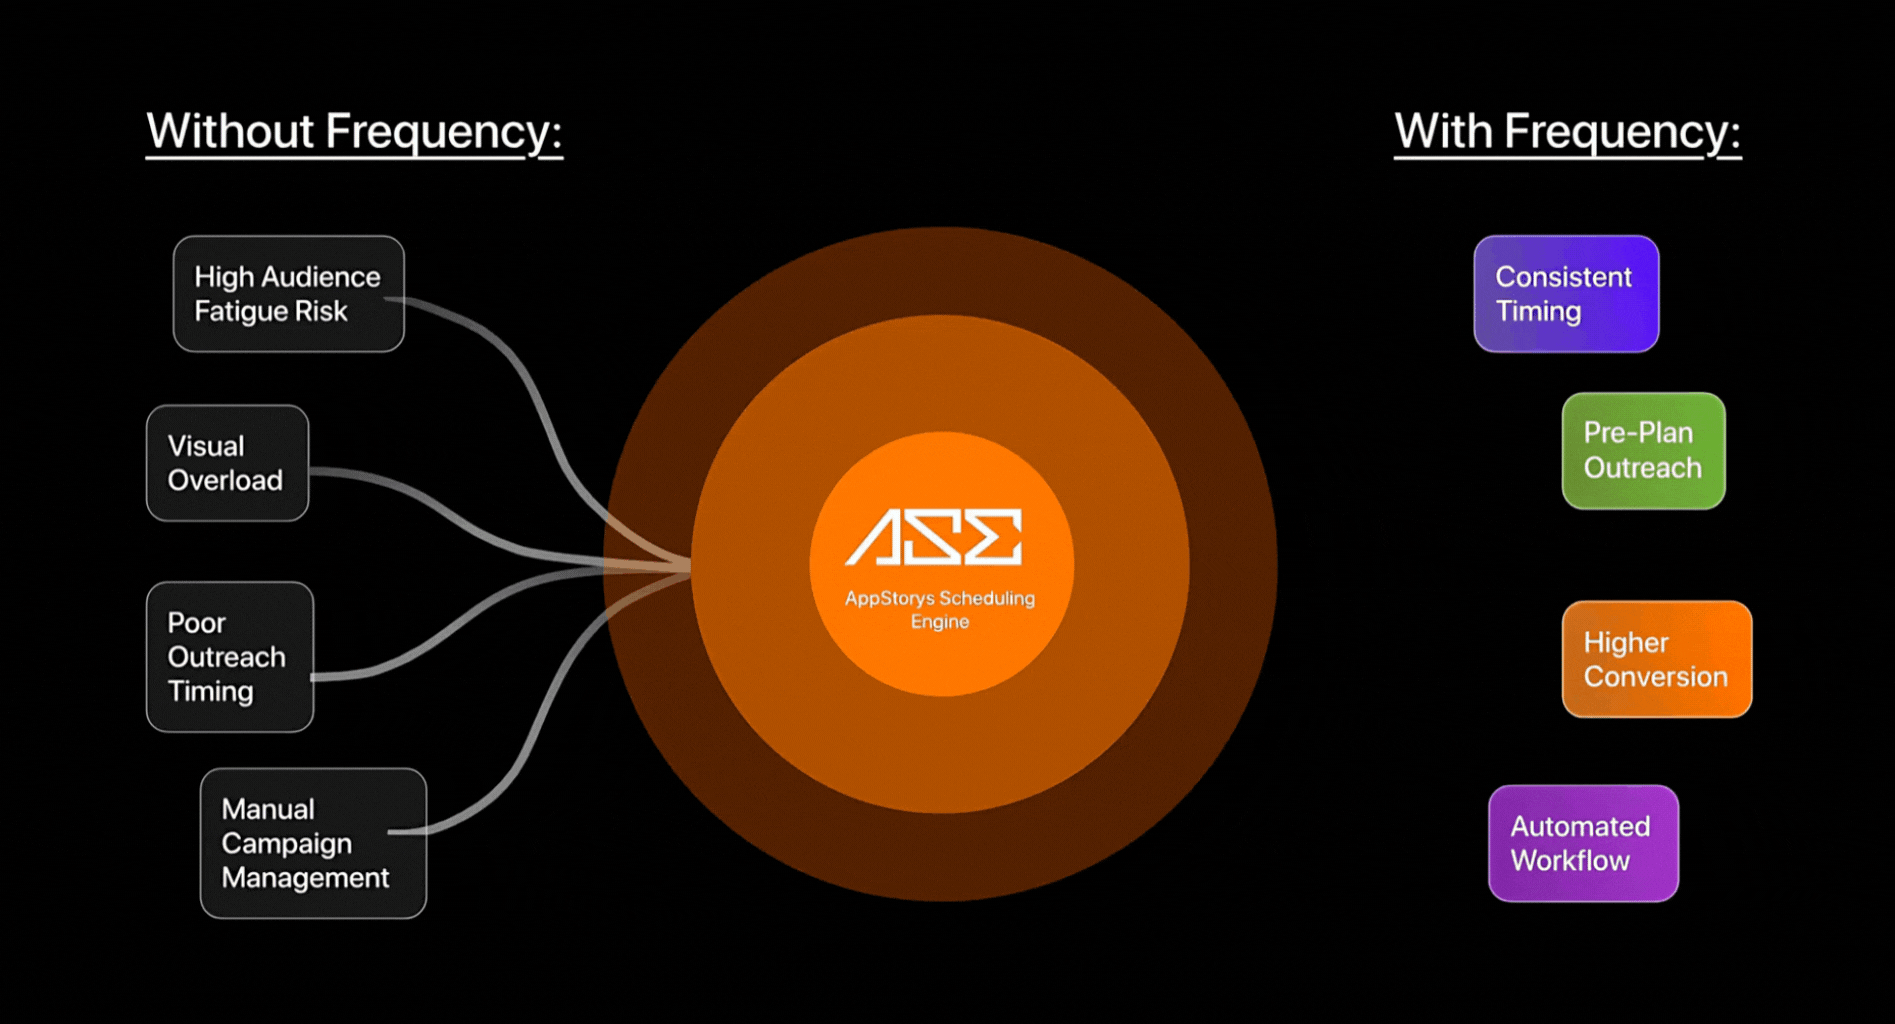 Without Frequency:
High Audience
Fatigue Risk
Visual
Overload
Poor
Outreach
Timing
Manual
Campaign
Management
ASE
AppStorys Scheduling
Engine
With Frequency:
Consistent
Timing
Pre-Plan
Outreach
Higher
Conversion
Automated
Workflow